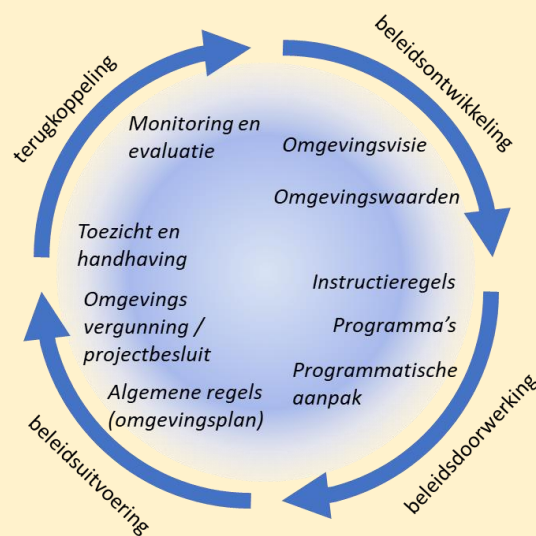 beleidsontwikkeling
Omgevingsvisie
Omgevingswaarden
beleidsdoorwerking
Instructieregels
Programma’s
Programmatische
aanpak
beleidsuitvoering
Algemene regels
(omgevingsplan)
Omgevings
vergunning /
projectbesluit
terugkoppeling
Toezicht en
handhaving
Monitoring en
evaluatie